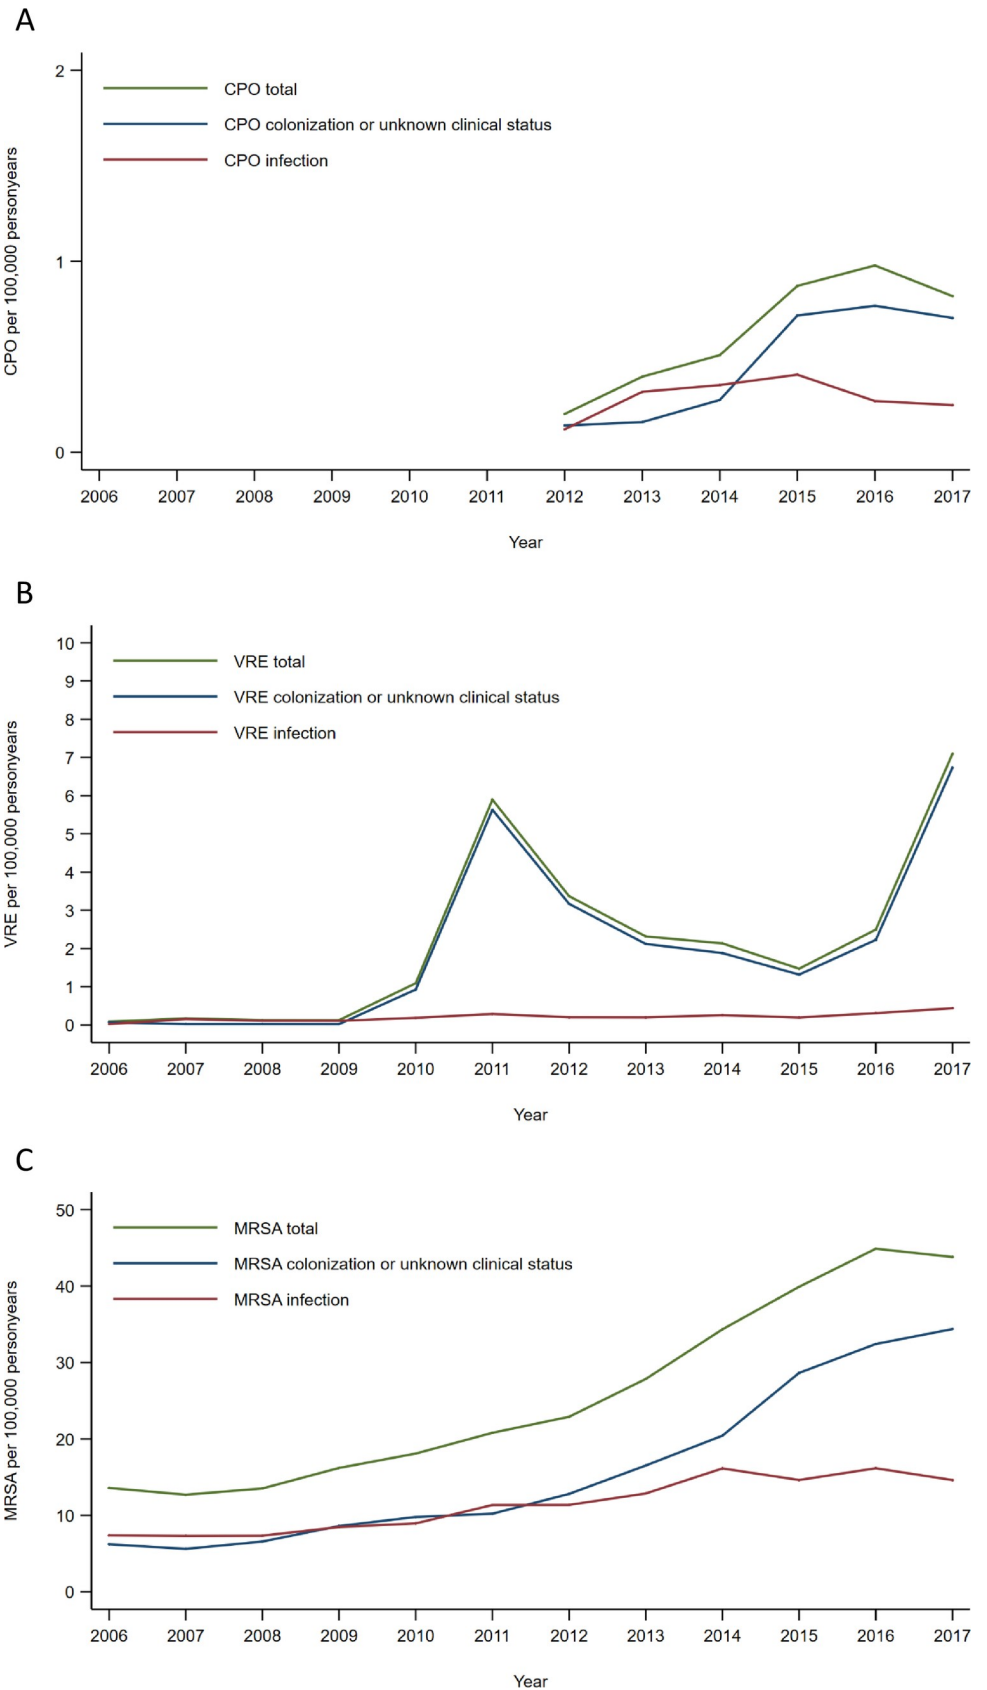 A
CPO per 100,000 personyears
2
1
0
CPO total
CPO colonization or unknown clinical status
CPO infection
2006 2007 2008 2009 2010 2011 2012 2013 2014 2015 2016 2017
Year
B
VRE per 100,000 personyears
10
9
8
7
6
5
4
3
2
1
0
VRE total
VRE colonization or unknown clinical status
VRE infection
2006 2007 2008 2009 2010 2011 2012 2013 2014 2015 2016 2017
Year
C
MRSA per 100,000 personyears
50
40
30
20
10
0
MRSA total
MRSA colonization or unknown clinical status
MRSA infection
2006 2007 2008 2009 2010 2011 2012 2013 2014 2015 2016 2017
Year